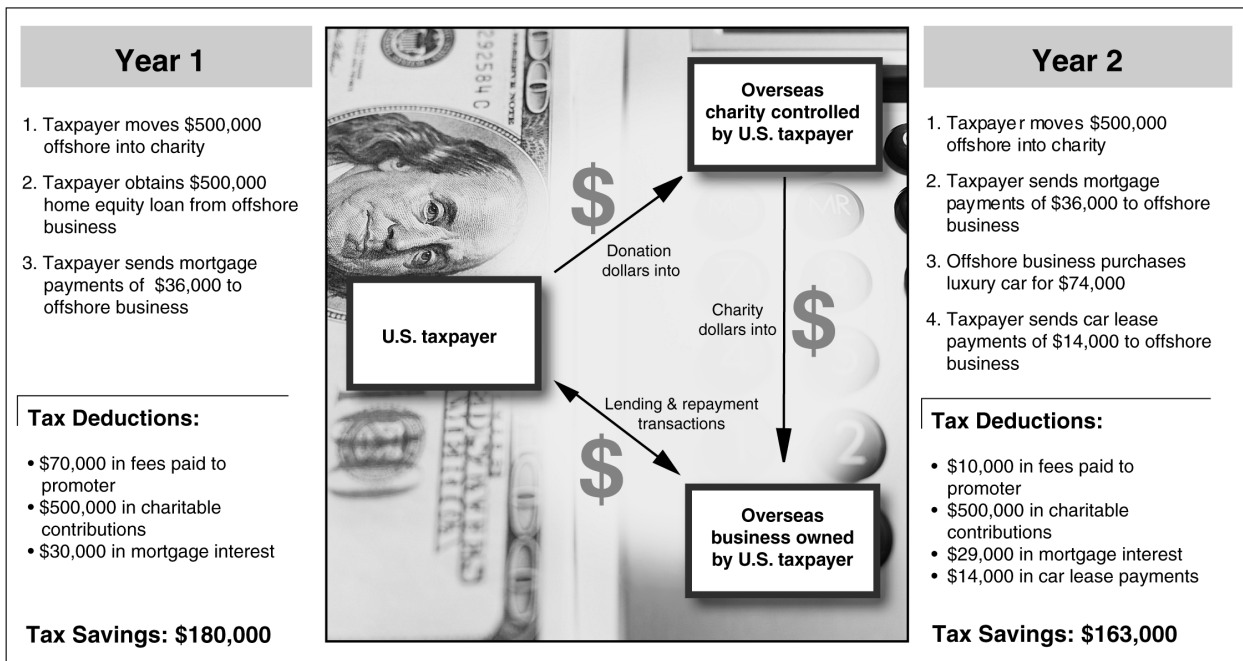 Year 1
1. Taxpayer moves $500,000
offshore into charity
2. Taxpayer obtains $500,000
home equity loan from offshore
business
3. Taxpayer sends mortgage
payments of $36,000 to
offshore business
Tax Deductions:
• $70,000 in fees paid to
promoter
• $500,000 in charitable
contributions
• $30,000 in mortgage interest
Tax Savings: $180,000
292584C
Overseas
charity controlled
by U.S. taxpayer
$
Donation
dollars into
U.S. taxpayer
Charity
dollars into
$
Lending & repayment
transactions
$
2
Overseas
business owned
by U.S. taxpayer
Year 2
1. Taxpayer moves $500,000
offshore into charity
2. Taxpayer sends mortgage
payments of $36,000 to offshore
business
3. Offshore business purchases
luxury car for $74,000
4. Taxpayer sends car lease
payments of $14,000 to offshore
business
Tax Deductions:
• $10,000 in fees paid to
promoter
• $500,000 in charitable
contributions
• $29,000 in mortgage interest
• $14,000 in car lease payments
Tax Savings: $163,000